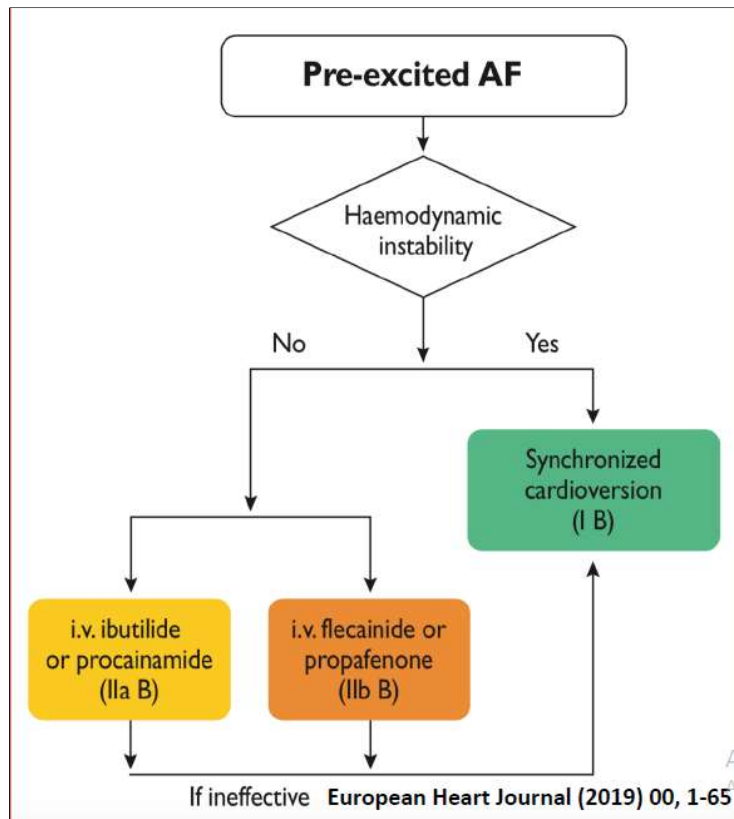 Pre-excited AF
Haemodynamic
instability
No
Yes
Synchronized
cardioversion
(I B)
i.v. ibutilide
or procainamide
(IIa B)
i.v. flecainide or
propafenone
(IIb B)
If ineffective
European Heart Journal (2019) 00, 1-65